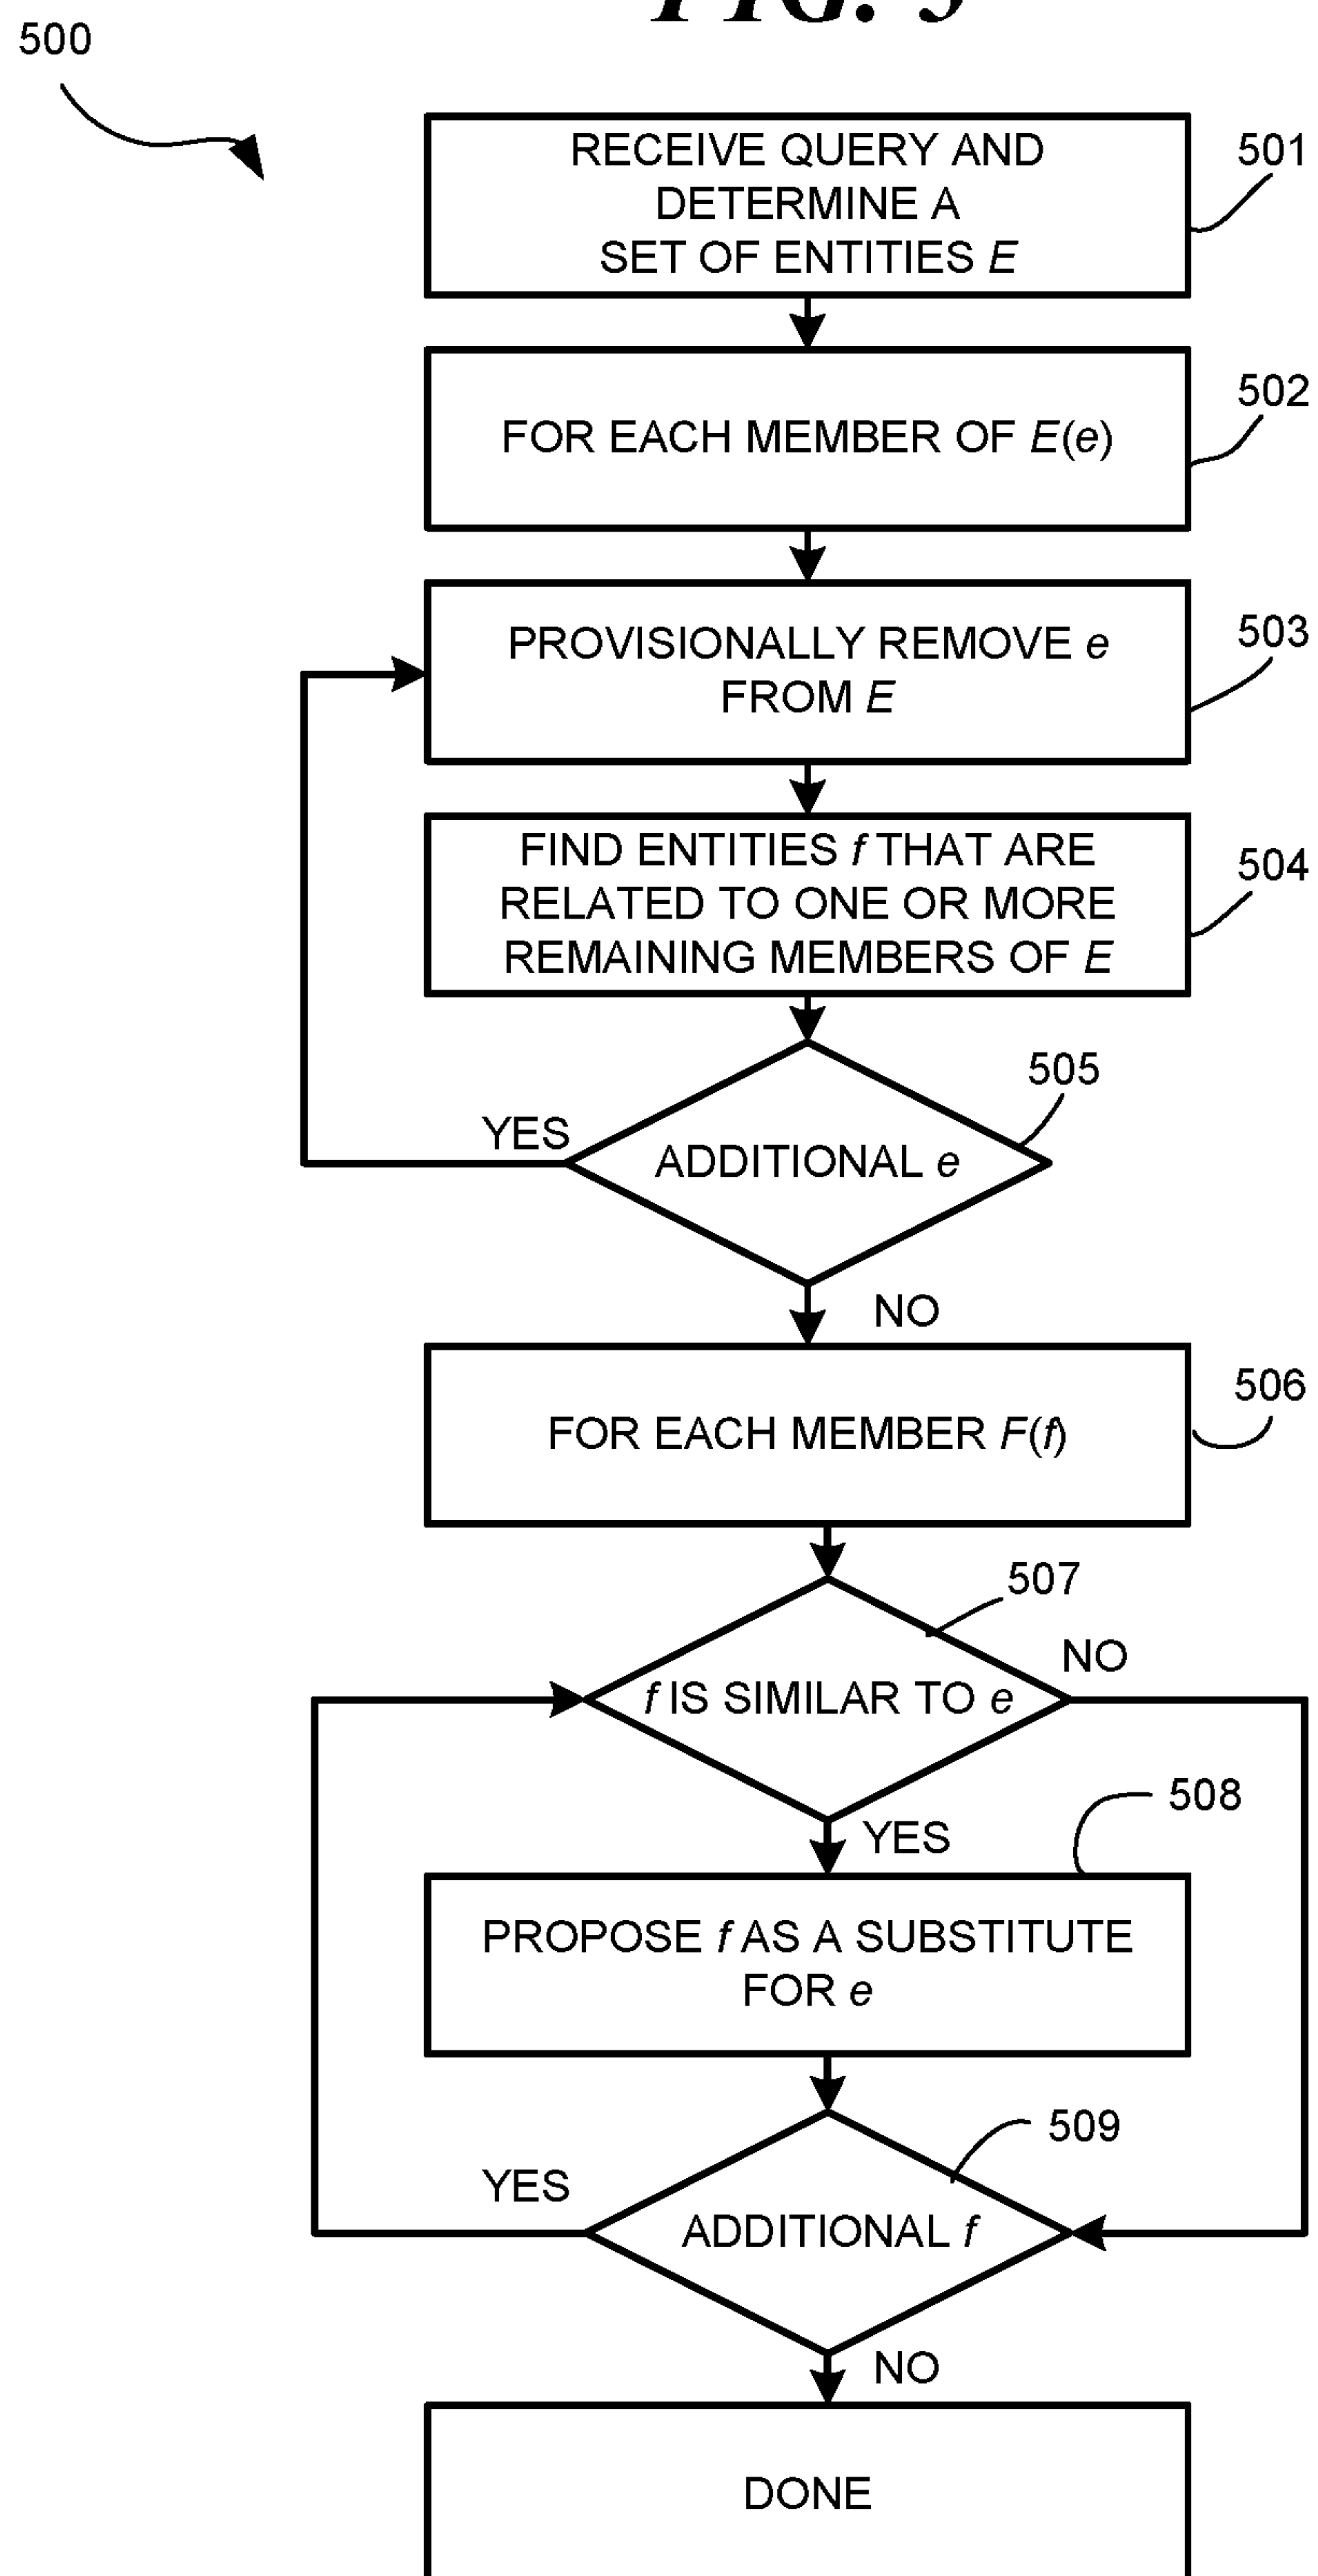 FIG. 5
500
RECEIVE QUERY AND
DETERMINE A
SET OF ENTITIES E
501
FOR EACH MEMBER OF E(e)
502
PROVISIONALLY REMOVE e
FROM E
503
FIND ENTITIES f THAT ARE
RELATED TO ONE OR MORE
REMAINING MEMBERS OF E
504
505
YES
ADDITIONAL e
NO
FOR EACH MEMBER F(f)
506
507
NO
f IS SIMILAR TO e
YES
508
PROPOSE f AS A SUBSTITUTE
FOR e
509
YES
ADDITIONAL f
NO
DONE